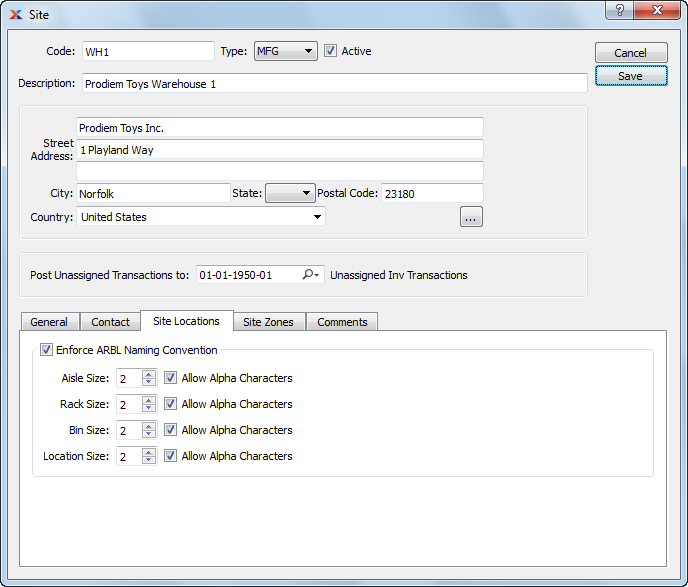 Site
Code: WH1 Type: MFG Active
Cancel
Save
Description: Prodiem Toys Warehouse 1
Prodiem Toys Inc.
Street Address: 1 Playland Way
City: Norfolk State: Postal Code: 23180
Country: United States ...
Post Unassigned Transactions to: 01-01-1950-01 Unassigned Inv Transactions
General Contact Site Locations Site Zones Comments
Enforce ARBL Naming Convention
Aisle Size: 2 Allow Alpha Characters
Rack Size: 2 Allow Alpha Characters
Bin Size: 2 Allow Alpha Characters
Location Size: 2 Allow Alpha Characters